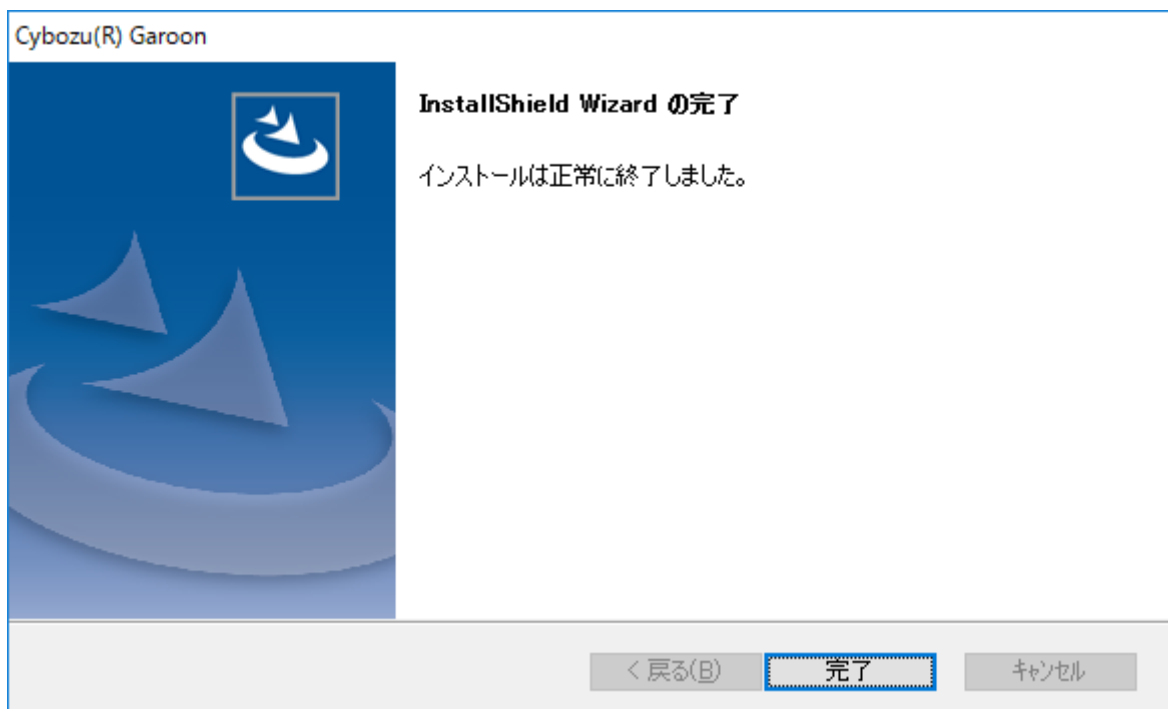 Cybozu(R) Garoon
InstallShield Wizard の完了
インストールは正常に終了しました。
< 戻る(B)
完了
キャンセル